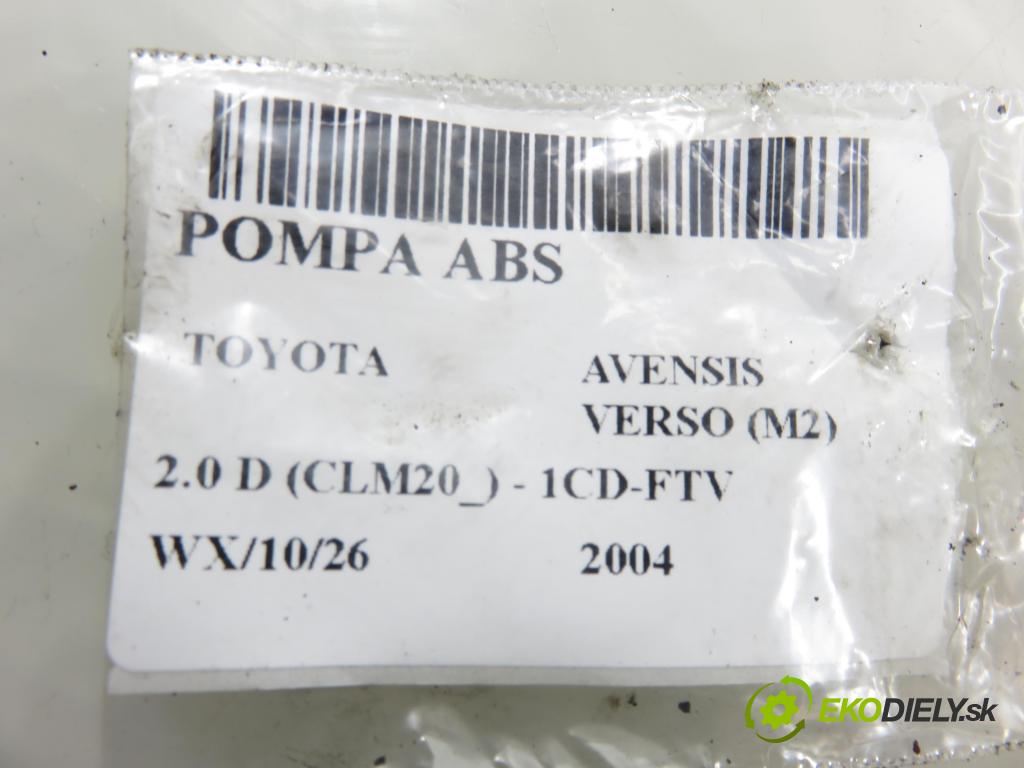 POMPA ABS
TOYOTA AVENSIS
VERSO (M2)
2.0 D (CLM20_) - 1CD-FTV
WX/10/26 2004
EKODIELY.sk